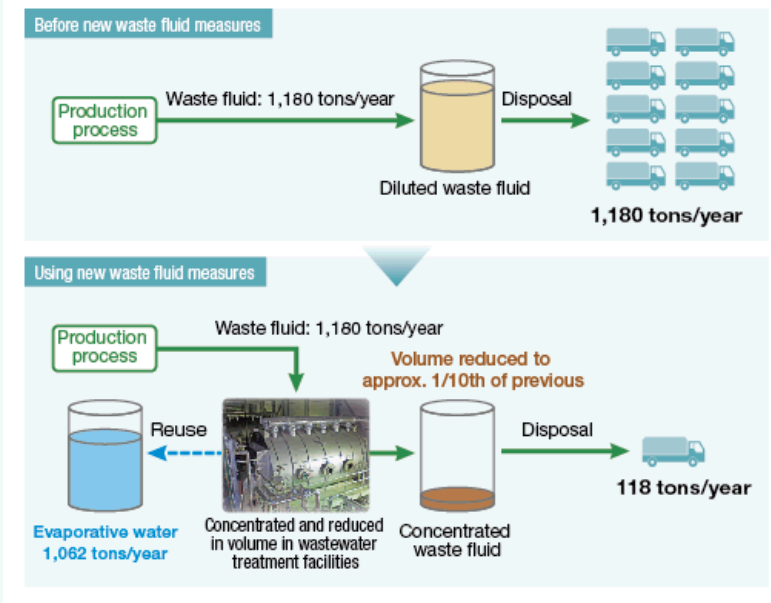 Before new waste fluid measures
Production
process
Waste fluid: 1,180 tons/year
Diluted waste fluid
Disposal
1,180 tons/year
Using new waste fluid measures
Production
process
Waste fluid: 1,180 tons/year
Volume reduced to
approx. 1/10th of previous
Reuse
Disposal
118 tons/year
Evaporative water
1,062 tons/year
Concentrated and reduced
in volume in wastewater
treatment facilities
Concentrated
waste fluid